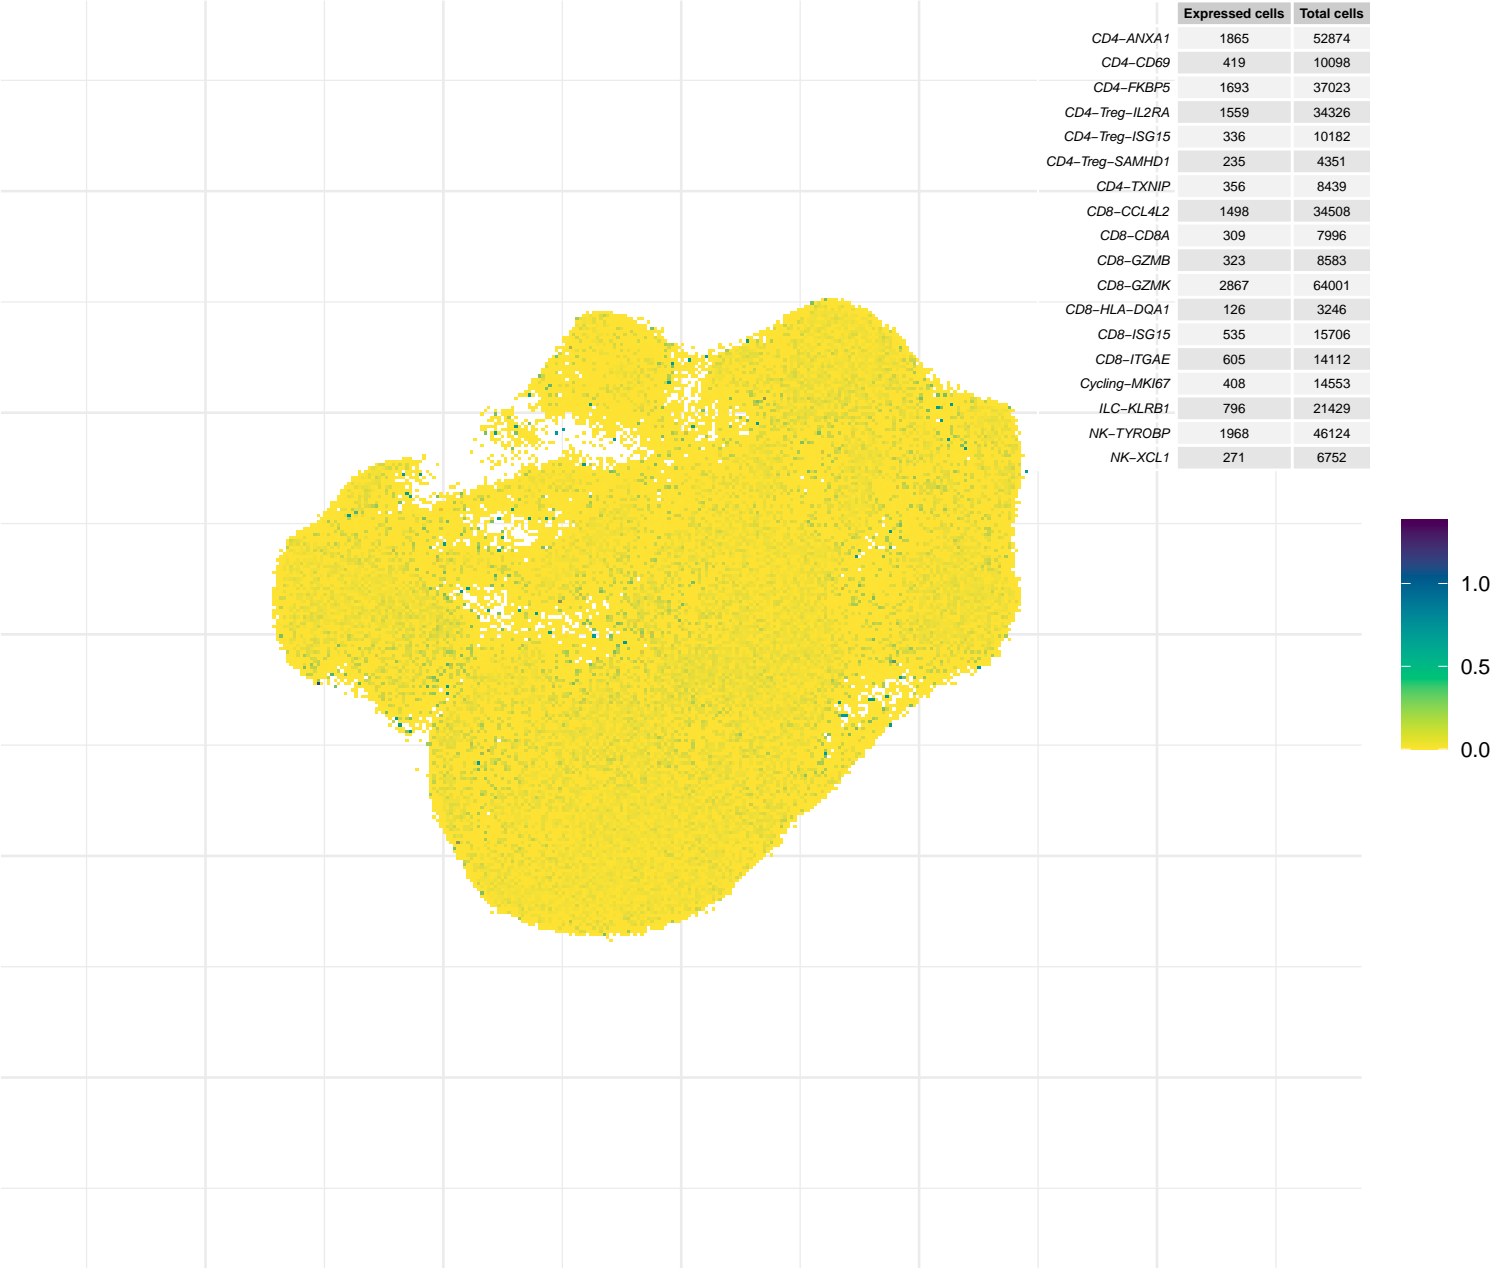 Expressed cells Total cells
CD4−ANXA1 1865 52874
CD4−CD69 419 10098
CD4−FKBP5 1693 37023
CD4−Treg−IL2RA 1559 34326
CD4−Treg−ISG15 336 10182
CD4−Treg−SAMHD1 235 4351
CD4−TXNIP 356 8439
CD8−CCL4L2 1498 34508
CD8−CD8A 309 7996
CD8−GZMB 323 8583
CD8−GZMK 2867 64001
CD8−HLA−DQA1 126 3246
CD8−ISG15 535 15706
CD8−ITGAE 605 14112
Cycling−MKI67 408 14553
ILC−KLRB1 796 21429
NK−TYROBP 1968 46124
NK−XCL1 271 6752
1.0
0.5
0.0